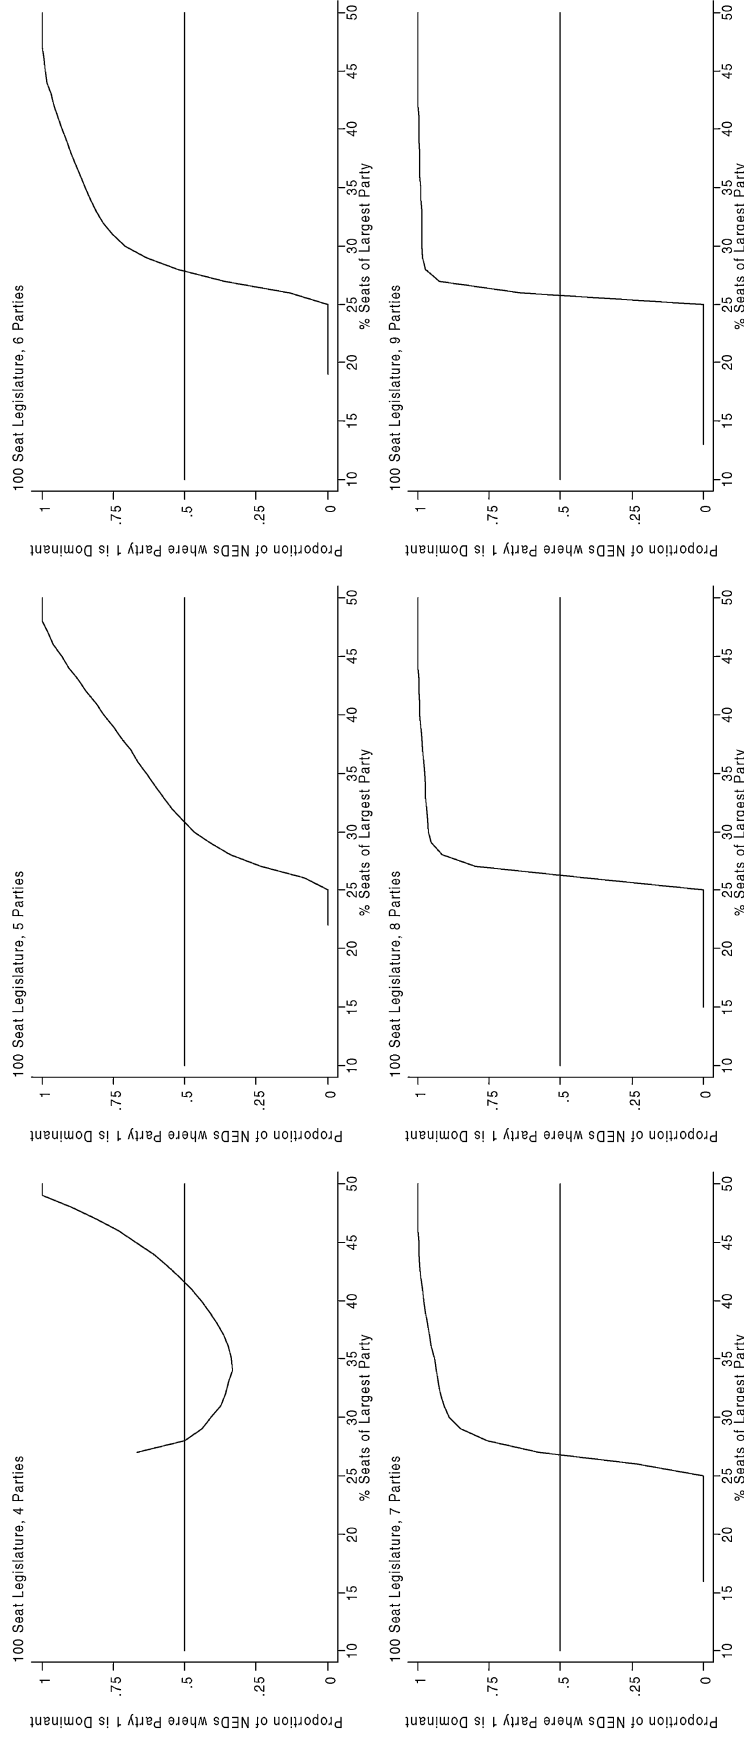 100 Seat Legislature, 4 Parties
Proportion of NEDs where Party 1 is Dominant
1
.75
.5
.25
0
10 15 20 25 30 35 40 45 50
% Seats of Largest Party
100 Seat Legislature, 5 Parties
Proportion of NEDs where Party 1 is Dominant
1
.75
.5
.25
0
10 15 20 25 30 35 40 45 50
% Seats of Largest Party
100 Seat Legislature, 6 Parties
Proportion of NEDs where Party 1 is Dominant
1
.75
.5
.25
0
10 15 20 25 30 35 40 45 50
% Seats of Largest Party
100 Seat Legislature, 7 Parties
Proportion of NEDs where Party 1 is Dominant
1
.75
.5
.25
0
10 15 20 25 30 35 40 45 50
% Seats of Largest Party
100 Seat Legislature, 8 Parties
Proportion of NEDs where Party 1 is Dominant
1
.75
.5
.25
0
10 15 20 25 30 35 40 45 50
% Seats of Largest Party
100 Seat Legislature, 9 Parties
Proportion of NEDs where Party 1 is Dominant
1
.75
.5
.25
0
10 15 20 25 30 35 40 45 50
% Seats of Largest Party